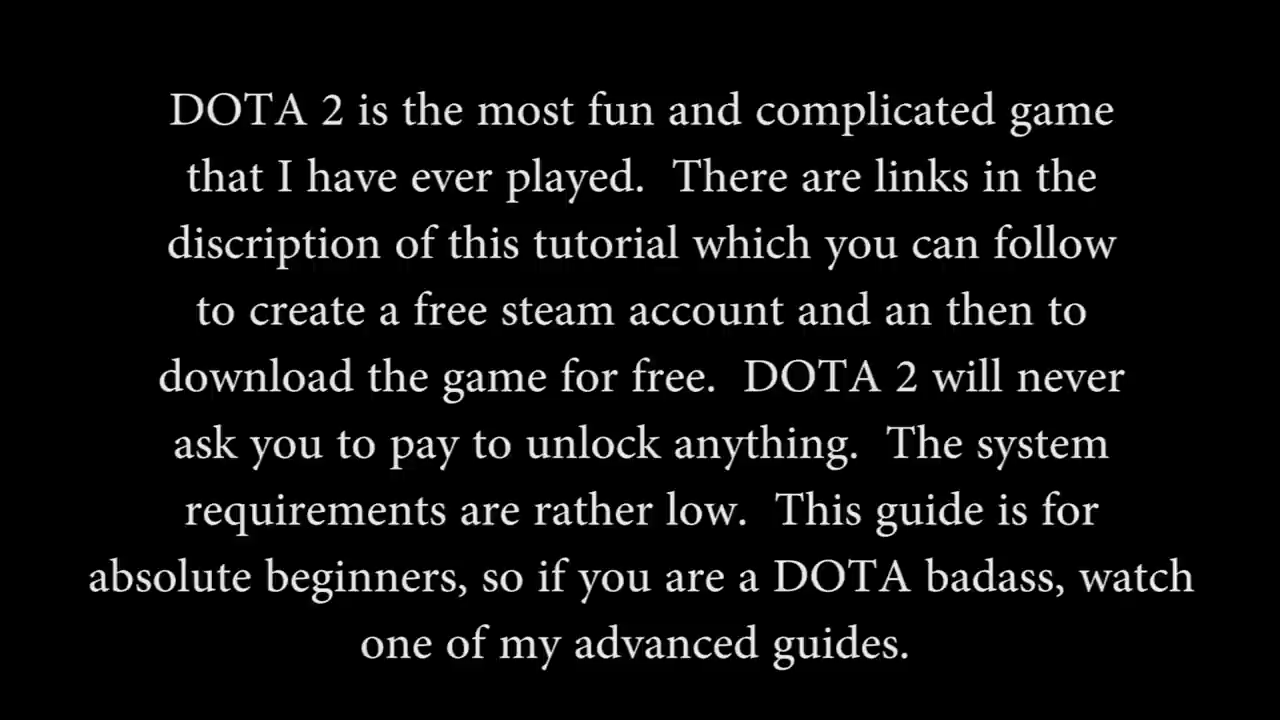 DOTA 2 is the most fun and complicated game
that I have ever played.  There are links in the
discription of this tutorial which you can follow
to create a free steam account and an then to
download the game for free.  DOTA 2 will never
ask you to pay to unlock anything.  The system
requirements are rather low.  This guide is for
absolute beginners, so if you are a DOTA badass, watch
one of my advanced guides.